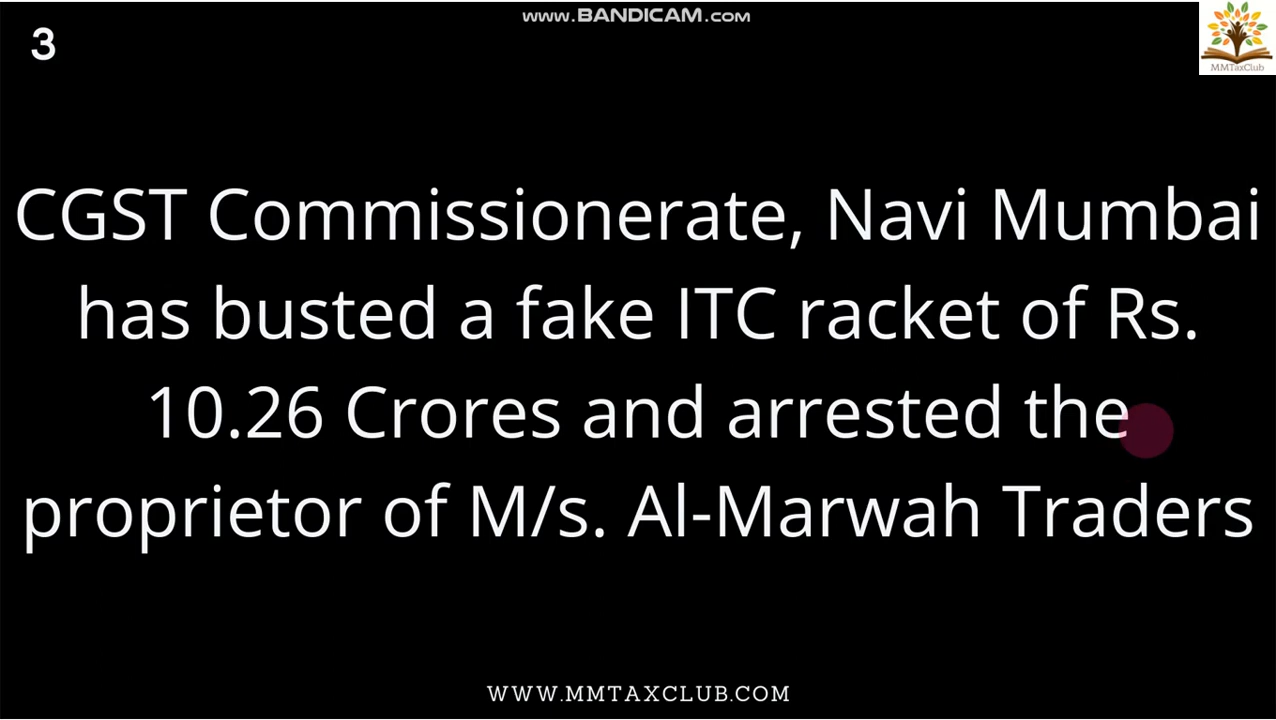 www.BANDICAM.com
3
MMTaxClub
CGST Commissionerate, Navi Mumbai
has busted a fake ITC racket of Rs.
10.26 Crores and arrested the
proprietor of M/s. Al-Marwah Traders
WWW.MMTAXCLUB.COM